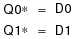 Q0* = D0
Q1* = D1